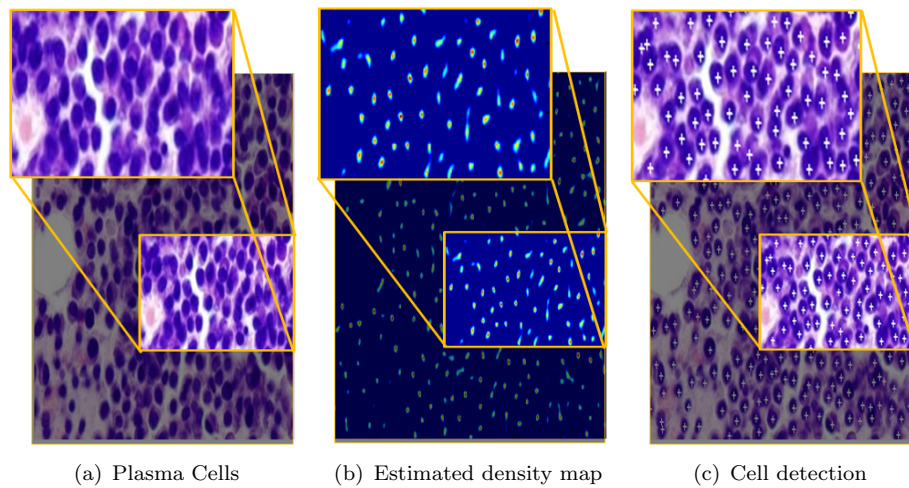 (a) Plasma Cells
(b) Estimated density map
(c) Cell detection